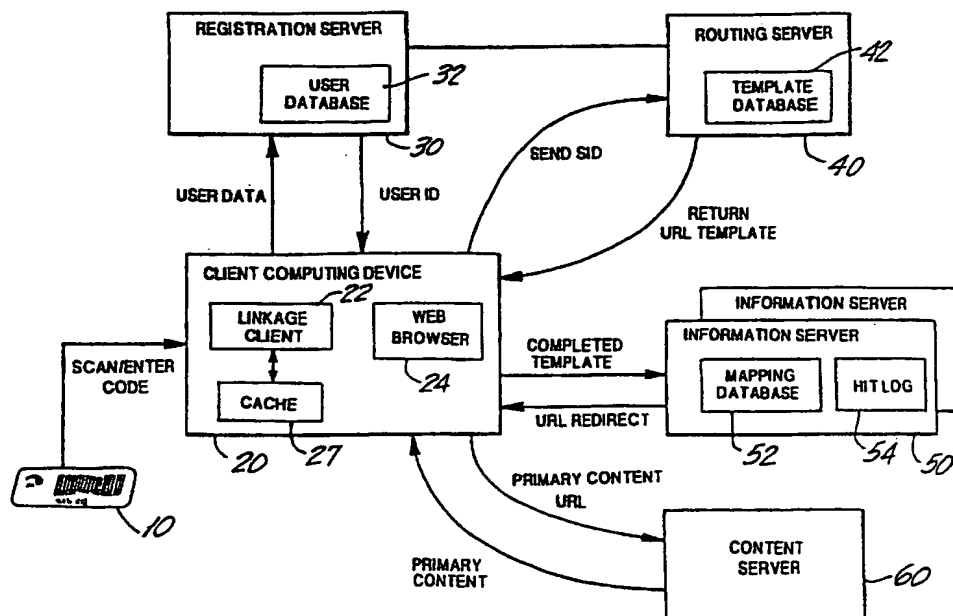 REGISTRATION SERVER
USER
DATABASE
32
30
ROUTING SERVER
42
TEMPLATE
DATABASE
40
SEND SID
USER DATA
USER ID
RETURN
URL TEMPLATE
CLIENT COMPUTING DEVICE
22
LINKAGE
CLIENT
WEB
BROWSER
24
CACHE
20
27
SCAN/ENTER
CODE
10
COMPLETED
TEMPLATE
URL REDIRECT
INFORMATION SERVER
INFORMATION SERVER
MAPPING
DATABASE
HIT LOG
52
54
50
PRIMARY CONTENT
URL
PRIMARY
CONTENT
CONTENT
SERVER
60